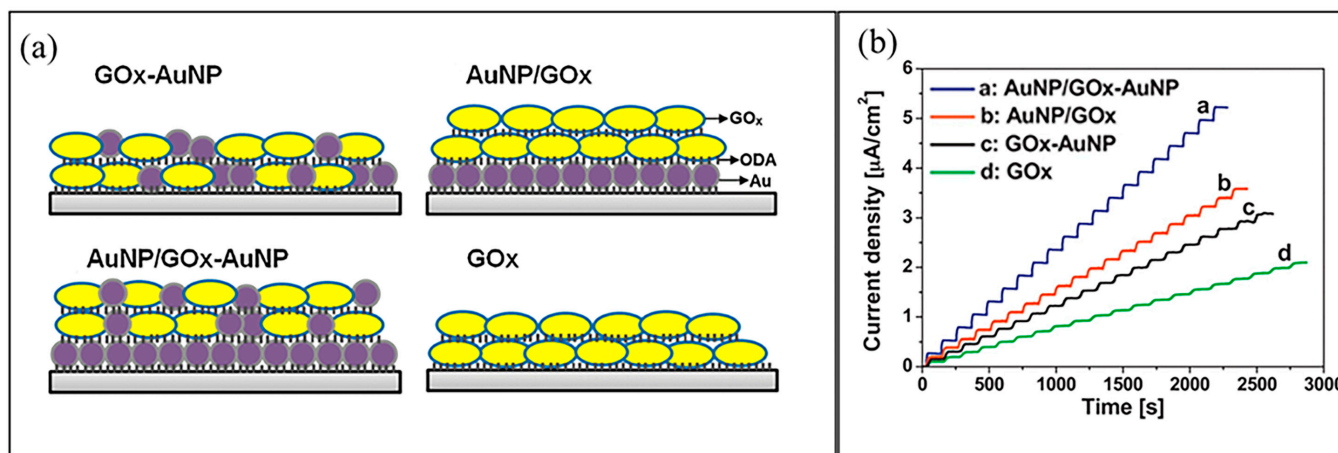 (a)
GOx-AuNP
AuNP/GOx
GOx
ODA
Au
AuNP/GOx-AuNP
GOx
(b)
Current density [µA/cm²]
6
5
4
3
2
1
0
a: AuNP/GOx-AuNP
b: AuNP/GOx
c: GOx-AuNP
d: GOx
a
b
c
d
0 500 1000 1500 2000 2500 3000
Time [s]